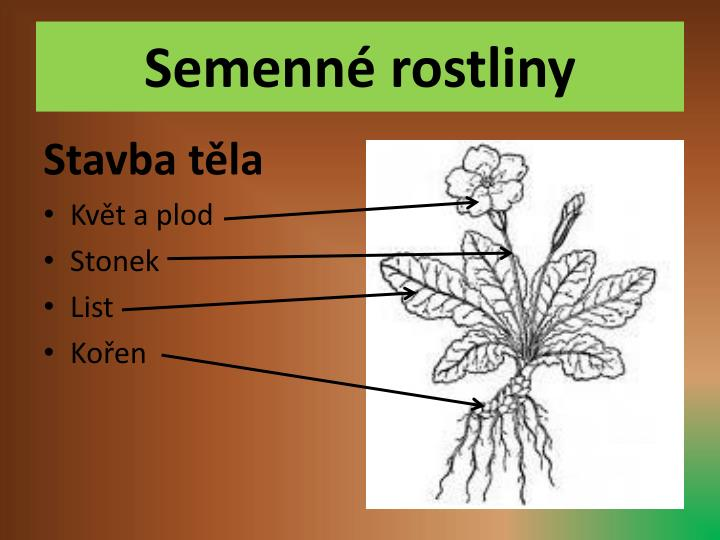 Semenné rostliny
Stavba těla
• Květ a plod
• Stonek
• List
• Kořen